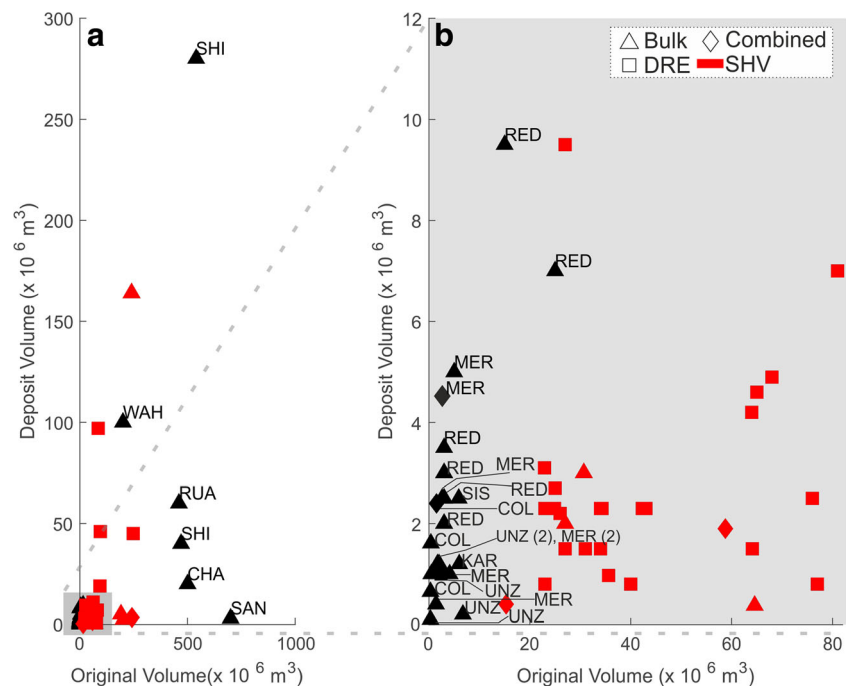 a
b
Bulk
Combined
DRE
SHV
Deposit Volume (x 10 6 m3)
300
250
200
150
100
50
0
SHI
WAH
RUA
SHI
CHA
SAN
0
500
1000
Original Volume(x 10 6 m3)
Deposit Volume (x 10 6 m3)
12
10
8
6
4
2
0
RED
RED
MER
MER
RED
RED
MER
RED
SIS
COL
RED
COL
UNZ (2), MER (2)
KAR
MER
UNZ
COL
MER
UNZ
UNZ
0
20
40
60
80
Original Volume (x 10 6 m3)